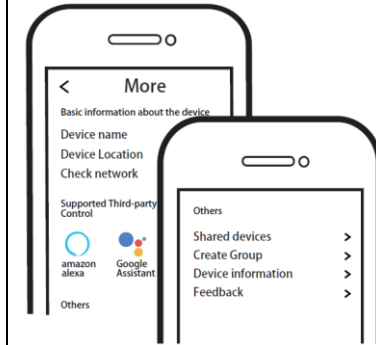 <
More
Basic information about the device
Device name
Device Location
Check network
Supported Third-party
Control
amazon
alexa
Google
Assistant
Others
Others
Shared devices >
Create Group >
Device information >
Feedback >